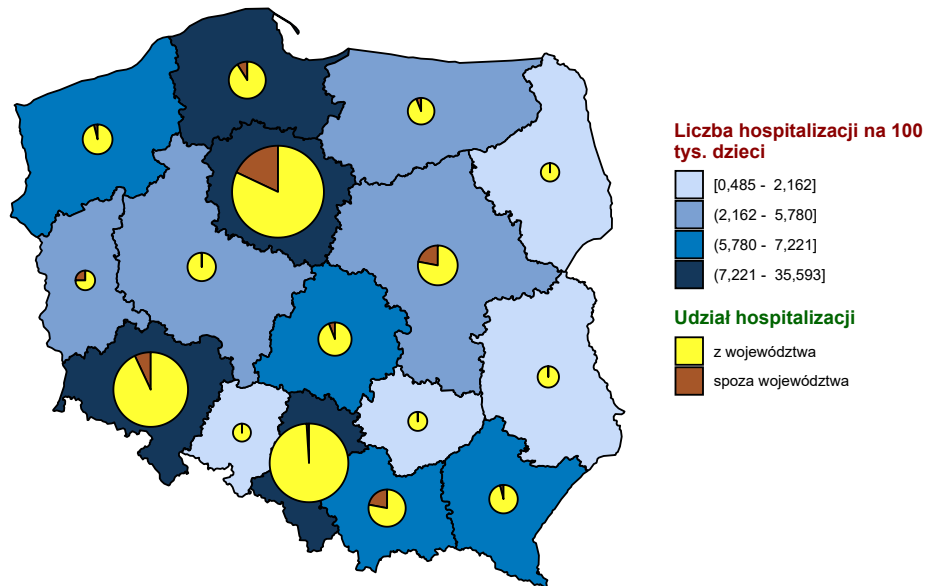 Liczba hospitalizacji na 100
tys. dzieci
[0,485 - 2,162]
(2,162 - 5,780]
(5,780 - 7,221]
(7,221 - 35,593]
Udział hospitalizacji
z województwa
spoza województwa